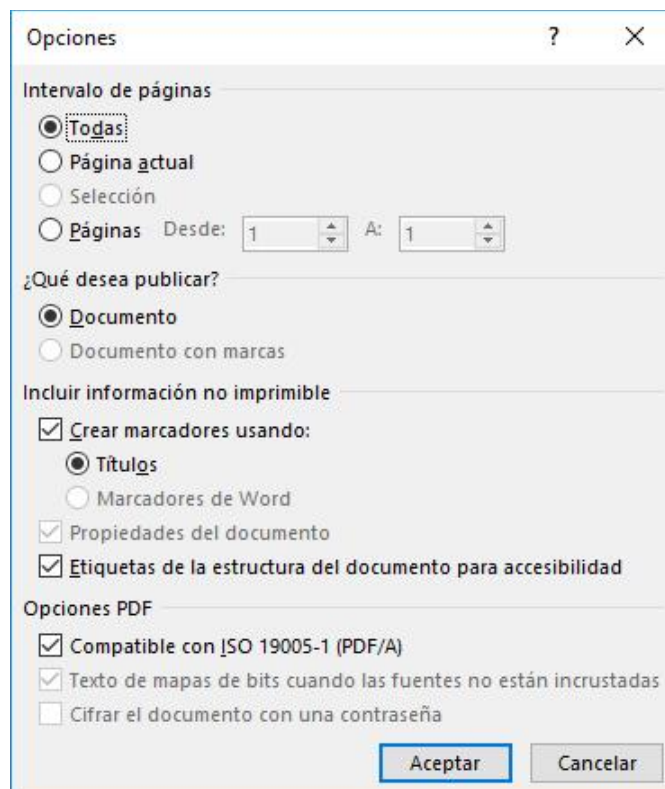 Opciones ?
Intervalo de páginas
Todas
Página actual
Selección
Páginas Desde: 1 A: 1
¿Qué desea publicar?
Documento
Documento con marcas
Incluir información no imprimible
Crear marcadores usando:
Títulos
Marcadores de Word
Propiedades del documento
Etiquetas de la estructura del documento para accesibilidad
Opciones PDF
Compatible con ISO 19005-1 (PDF/A)
Texto de mapas de bits cuando las fuentes no están incrustadas
Cifrar el documento con una contraseña
Aceptar Cancelar